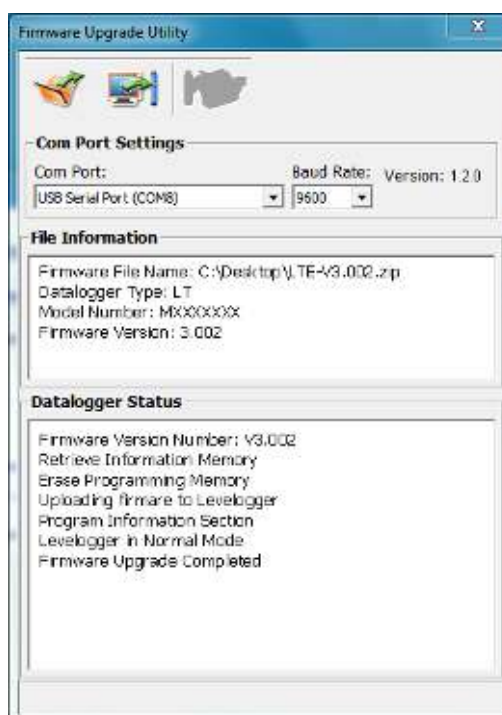 Firmware Upgrade Utility
Com Port Settings
Com Port:
Baud Rate:
Version: 1.2.0
USB Serial Port (COM8)
9600
File Information
Firmware File Name: C:\Desktop\LTE-V3.002.zip
Datalogger Type: LT
Model Number: MXXXXXXX
Firmware Version: 3.002
Datalogger Status
Firmware Version Number: V3.002
Retrieve Information Memory
Erase Programming Memory
Uploading firmare to Levelogger
Program Information Section
Levelogger in Normal Mode
Firmware Upgrade Completed